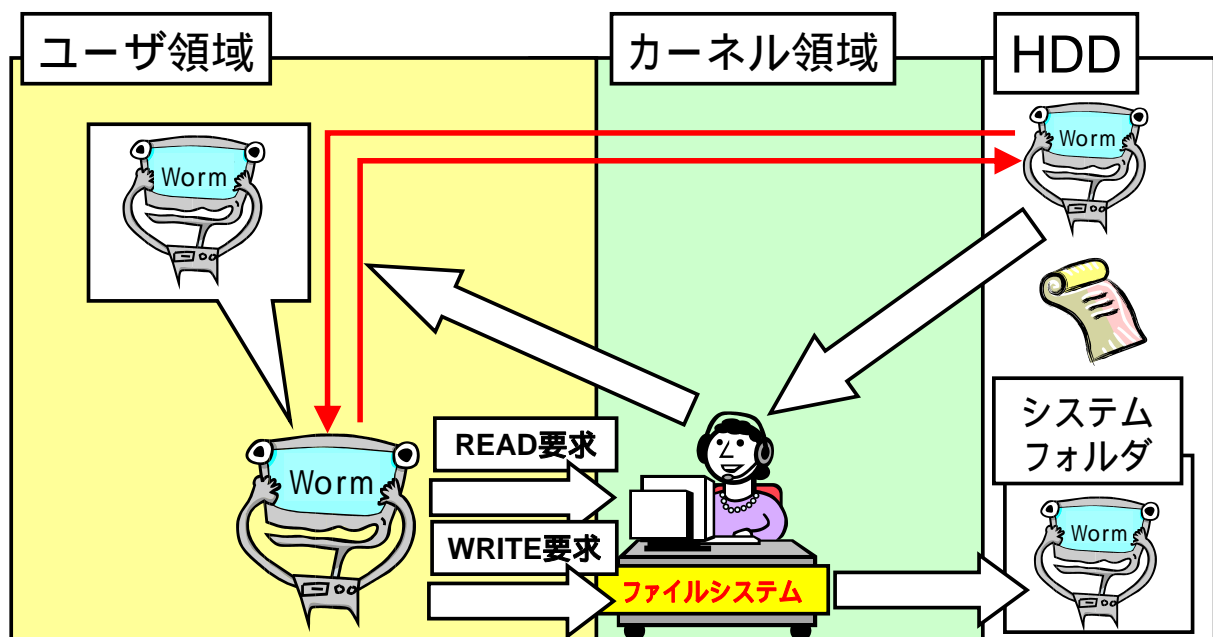 ユーザ領域
カーネル領域
HDD
Worm
Worm
システム
フォルダ
READ要求
Worm
WRITE要求
Worm
ファイルシステム